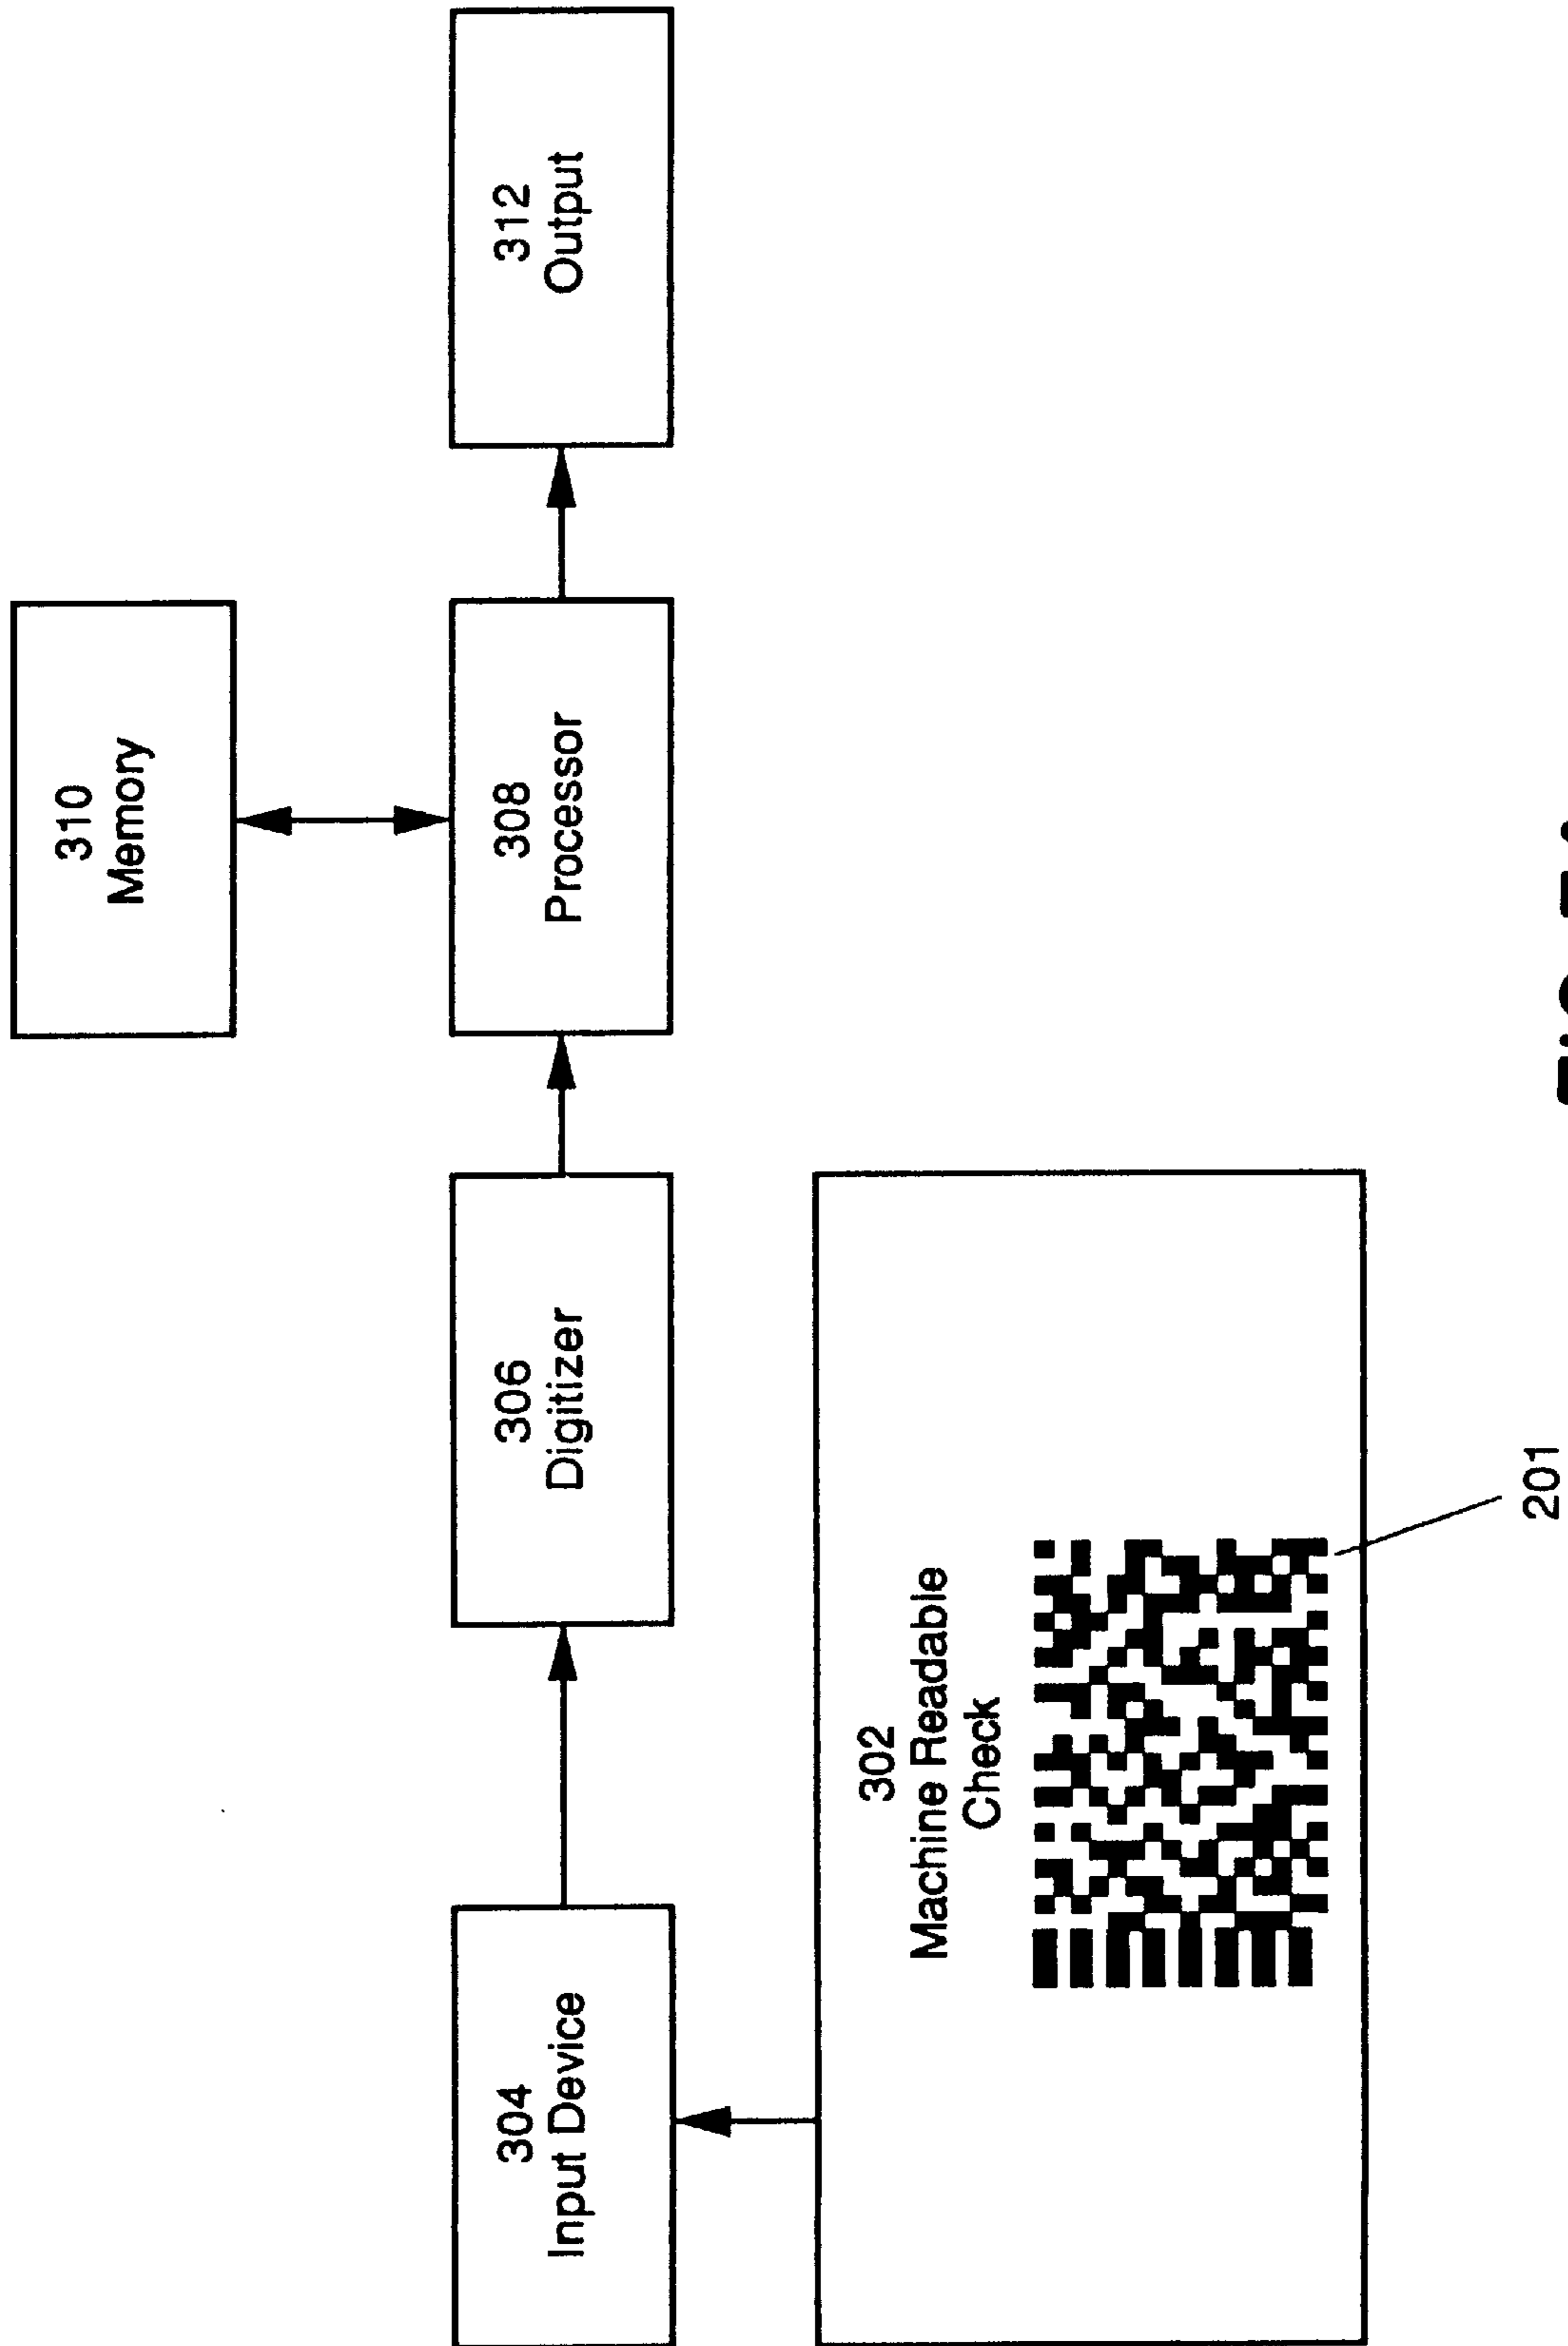 310
Memory
304
Input Device
306
Digitizer
308
Processor
312
Output
302
Machine Readable
Check
201